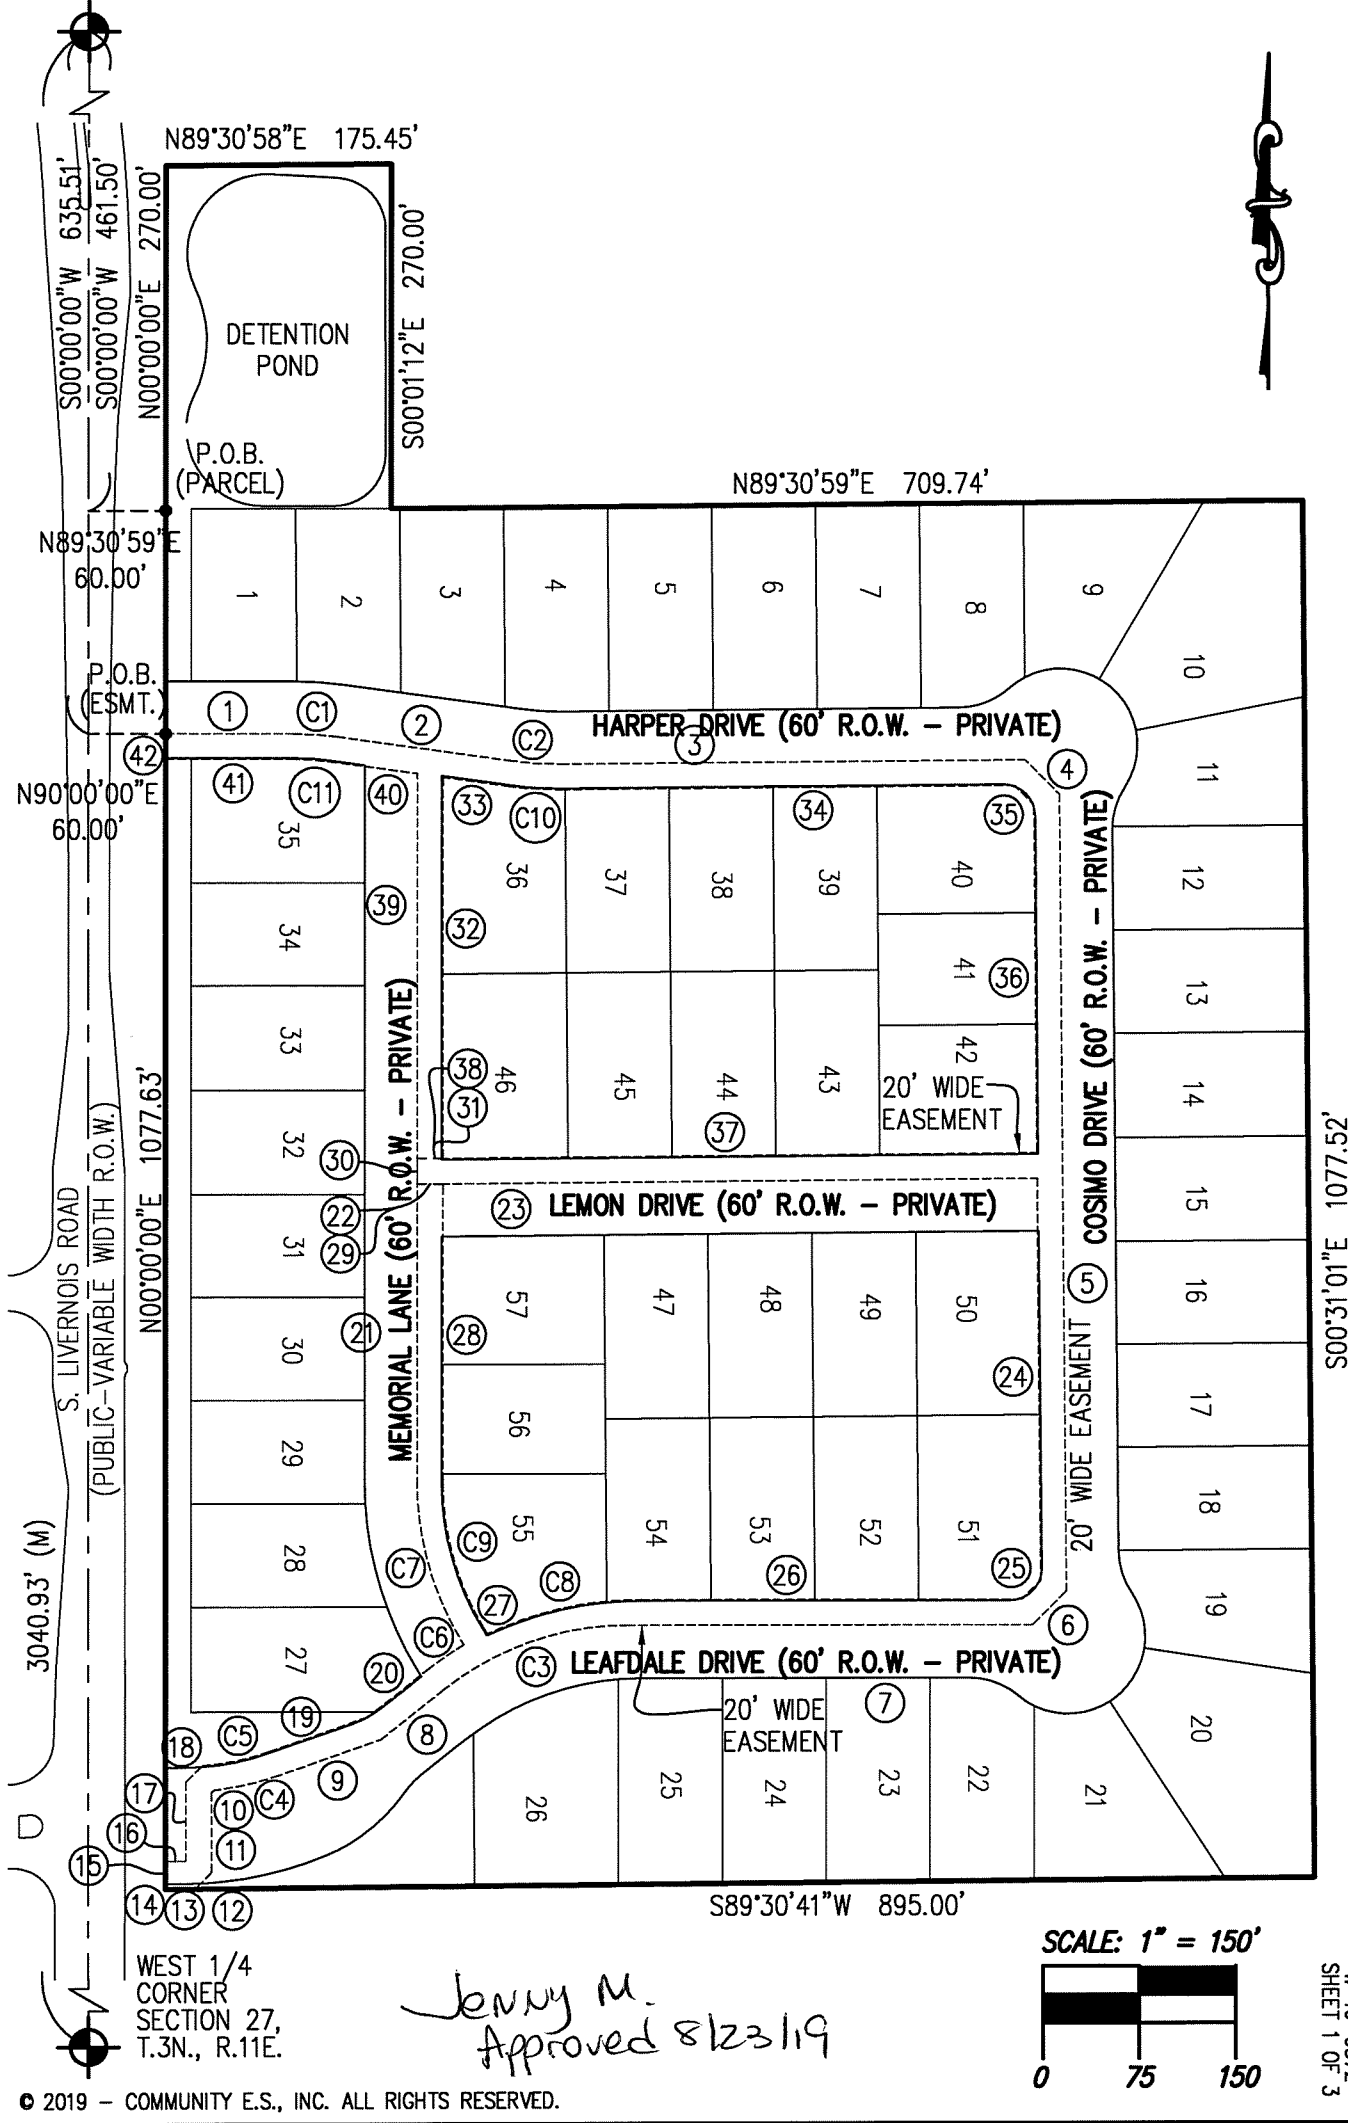 N89°30'58"E 175.45'
S00°00'00"W 635.51'
S00°00'00"W 461.50'
N00°00'00"E 270.00'
S00°01'12"E 270.00'
DETENTION
POND
P.O.B.
(PARCEL)
N89°30'59"E 709.74'
N89°30'59"E
60.00'
1
2
3
4
5
6
7
8
9
10
11
12
13
14
15
16
17
18
19
20
21
22
23
24
25
26
P.O.B.
(ESMT.)
1
C1
2
C2
HARPER DRIVE (60' R.O.W. - PRIVATE)
3
4
42
N90°00'00"E
60.00'
41
C11
40
33
C10
34
35
35
34
33
32
31
30
29
28
27
39
32
36
37
38
39
40
41
36
42
43
44
45
46
38
31
37
20' WIDE
EASEMENT
COSIMO DRIVE (60' R.O.W. - PRIVATE)
MEMORIAL LANE (60' R.O.W. - PRIVATE)
30
22
29
23
LEMON DRIVE (60' R.O.W. - PRIVATE)
5
20' WIDE EASEMENT
S00°31'01"E 1077.52'
N00°00'00"E 1077.63'
S. LIVERNOIS ROAD
(PUBLIC-VARIABLE WIDTH R.O.W.)
3040.93' (M)
21
28
57
47
48
49
50
24
56
55
54
53
52
51
C9
C8
26
25
C7
27
C6
C3
LEAFDALE DRIVE (60' R.O.W. - PRIVATE)
6
20' WIDE
EASEMENT
7
20
19
C5
18
8
9
C4
10
11
17
16
15
14
13
12
S89°30'41"W 895.00'
WEST 1/4
CORNER
SECTION 27,
T.3N., R.11E.
Jenny M.
Approved 8/23/19
SCALE: 1" = 150'
0 75 150
SHEET 1 OF 3
© 2019 - COMMUNITY E.S., INC. ALL RIGHTS RESERVED.